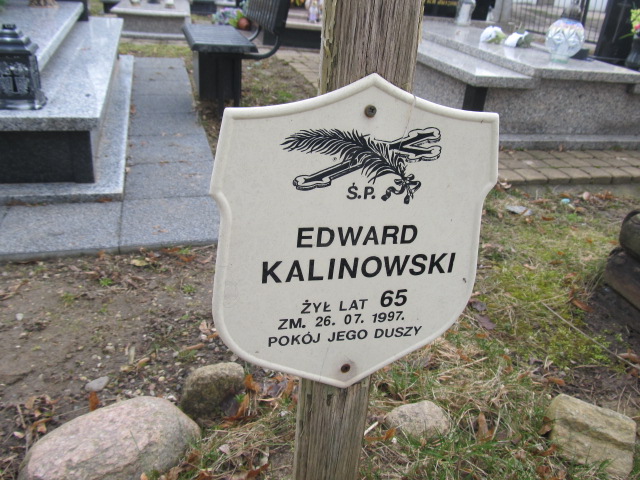 Ś.P.
EDWARD
KALINOWSKI
ŻYŁ LAT 65
ZM. 26. 07. 1997.
POKÓJ JEGO DUSZY